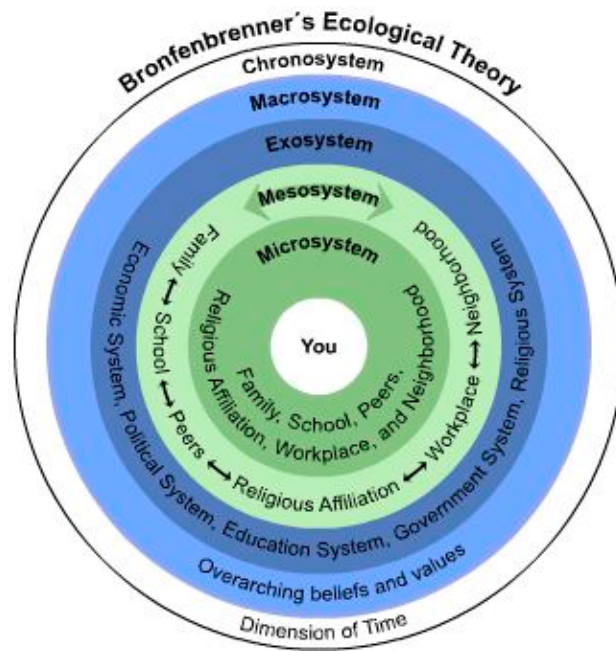 Bronfenbrenner´s Ecological Theory
Chronosystem
Macrosystem
Exosystem
Mesosystem
Microsystem
You
Family, School, Peers,
Religious Affiliation, Workplace, and Neighborhood
Family ↔ School ↔ Peers ↔ Religious Affiliation ↔ Workplace ↔ Neighborhood
Economic System, Political System, Education System, Government System, Religious System
Overarching beliefs and values
Dimension of Time